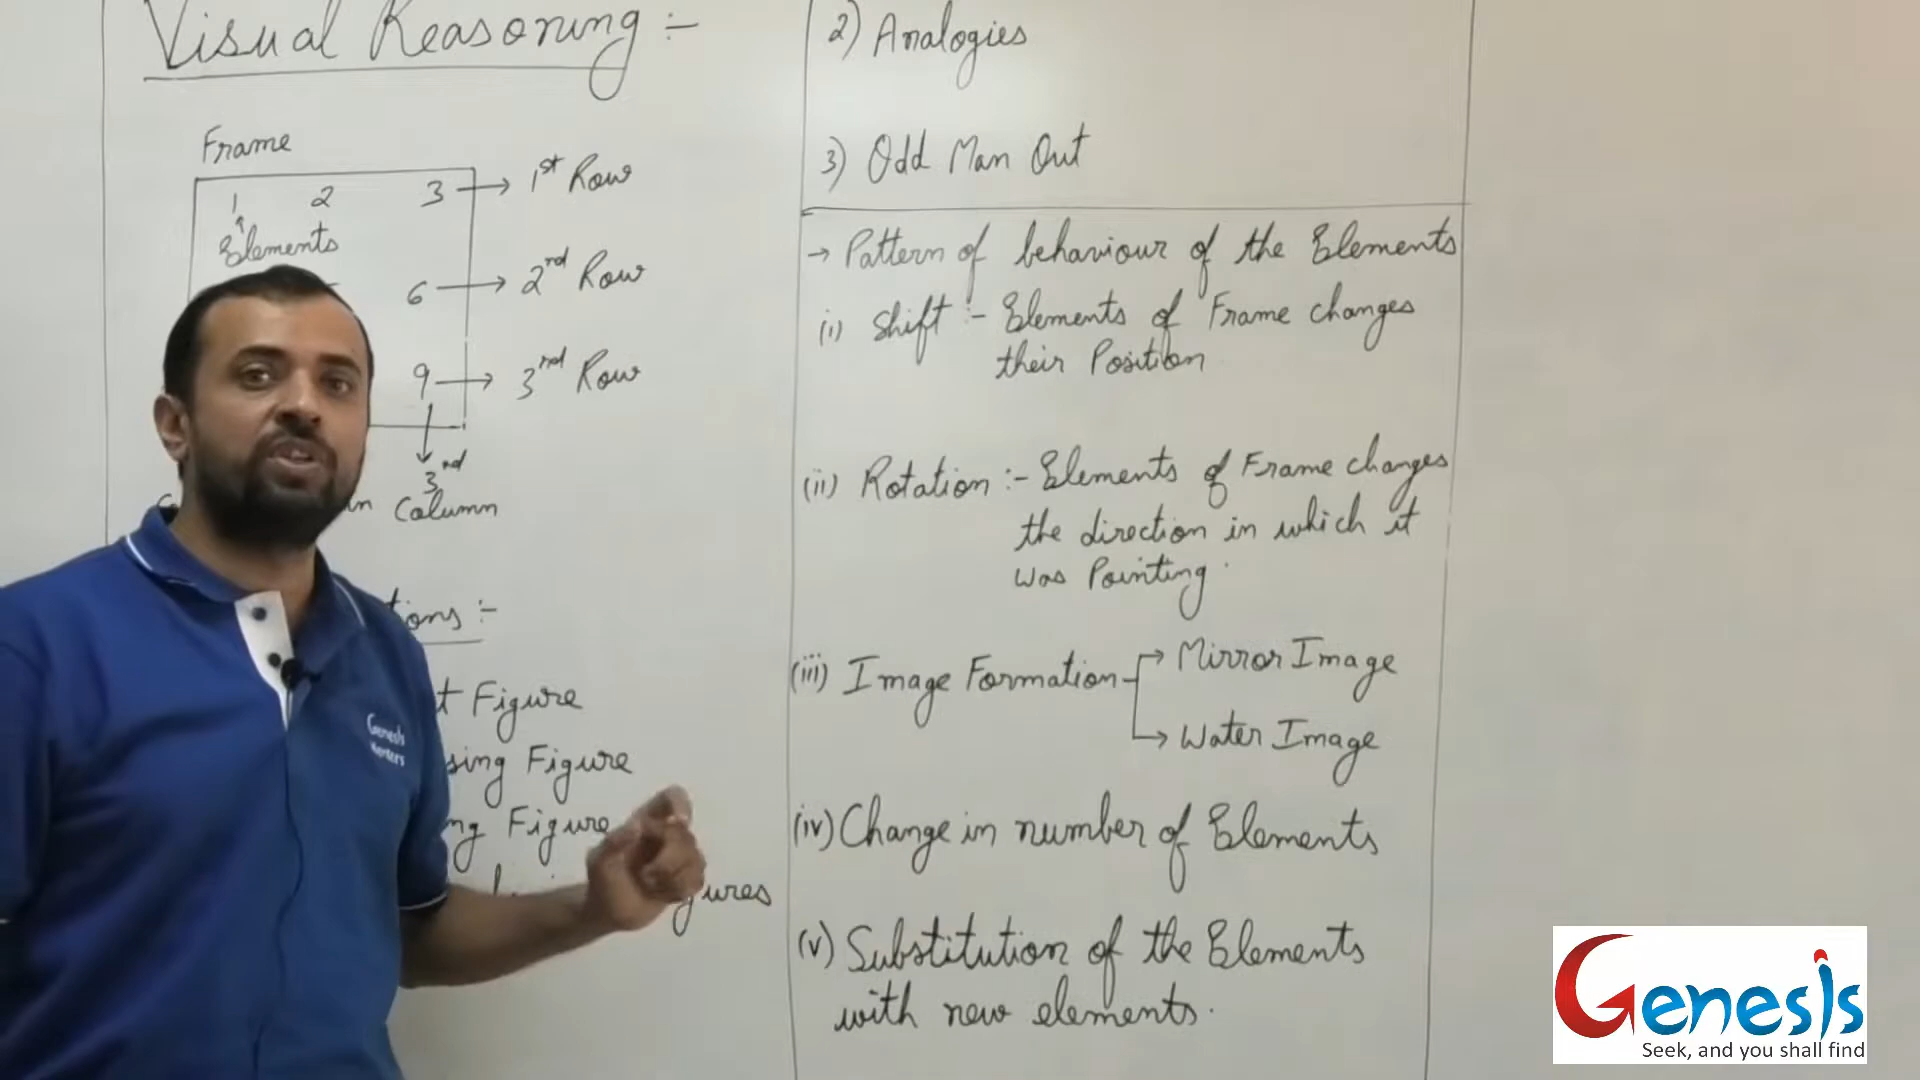 Visual Reasoning :-
Frame
1 2 3 → 1st Row
Elements
6 → 2nd Row
9 → 3rd Row
3rd
Column
:-
Figure
Figure
Figure
2) Analogies
3) Odd Man Out
→ Pattern of behaviour of the Elements
(i) Shift :- Elements of Frame changes
their Position
(ii) Rotation :- Elements of Frame changes
the direction in which it
was Pointing.
(iii) Image Formation → Mirror Image
→ Water Image
(iv) Change in number of Elements
(v) Substitution of the Elements
with new elements.
Genesis
Genesis
Seek, and you shall find